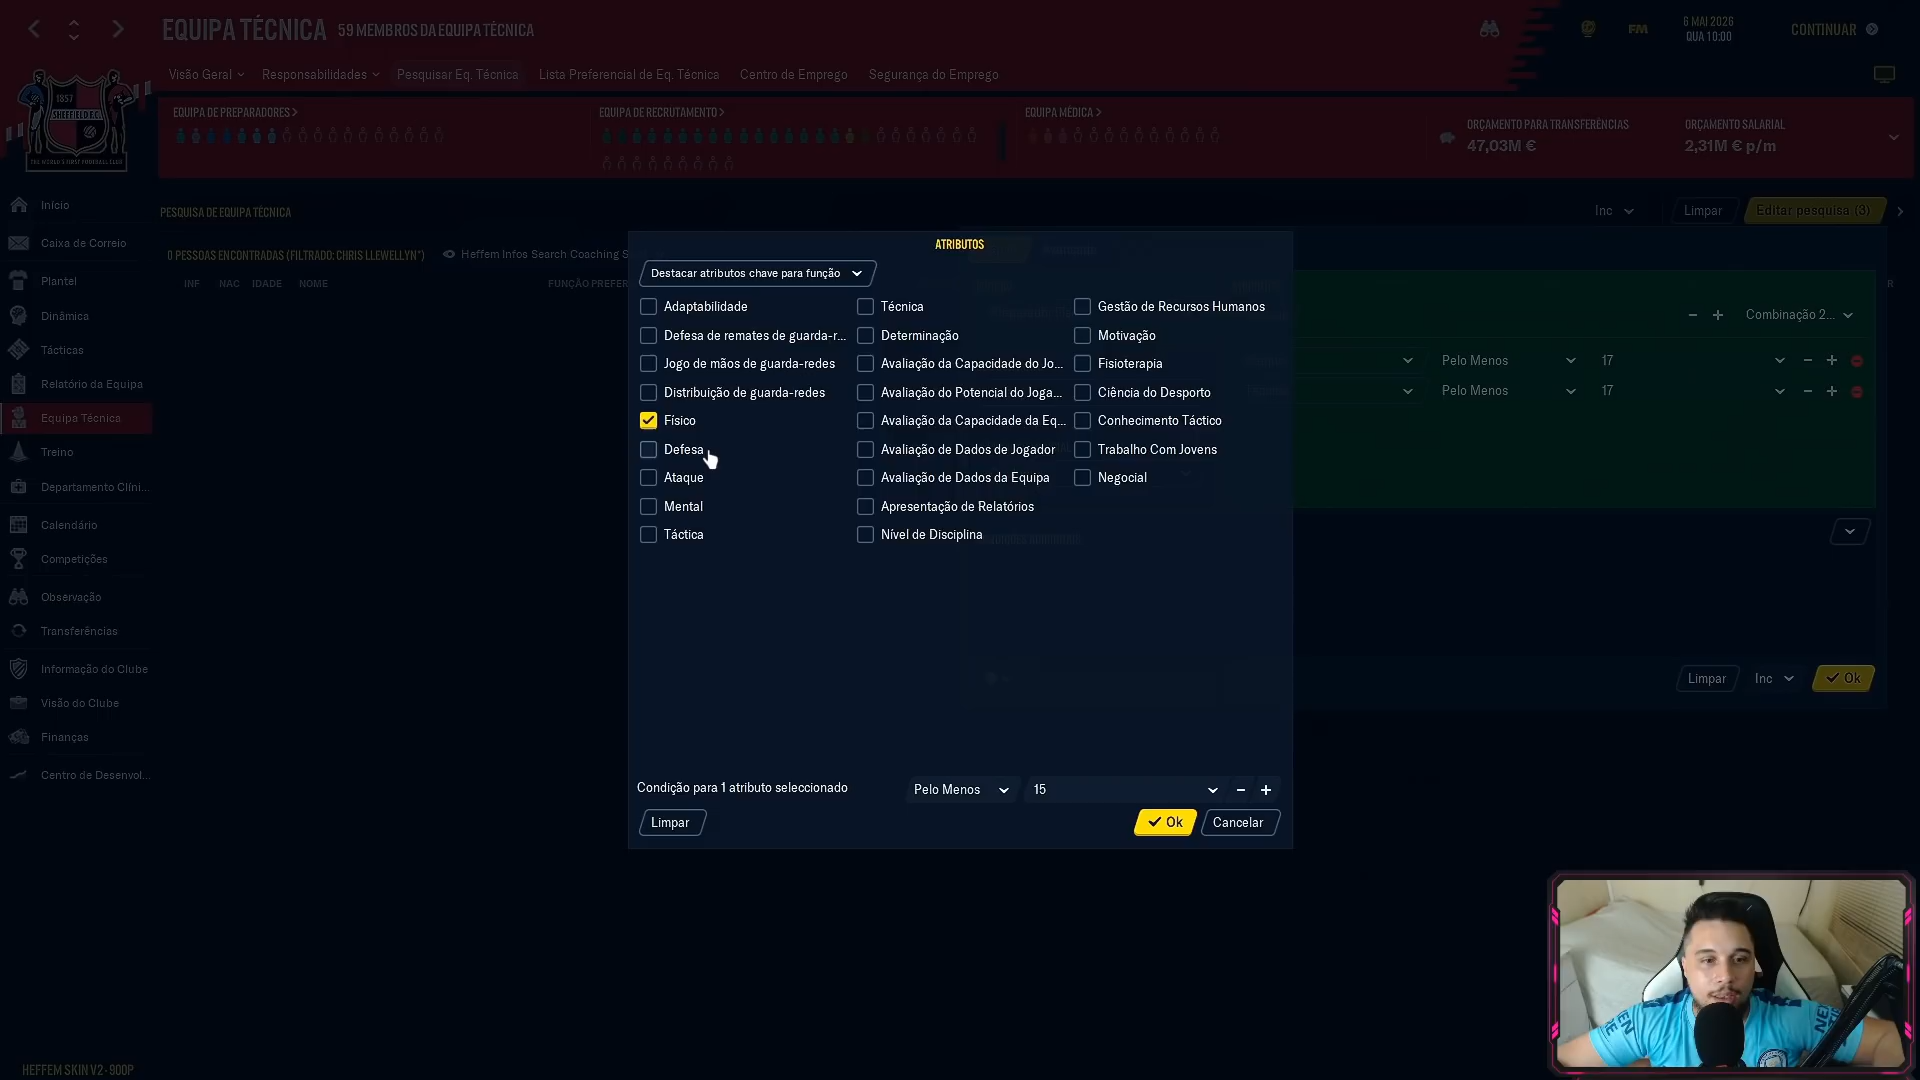 EQUIPA TÉCNICA
59 MEMBROS DA EQUIPA TÉCNICA
FM
6 MAI 2026
QUA 10:00
CONTINUAR
Visão Geral
Responsabilidades
Pesquisar Eq. Técnica
Lista Preferencial de Eq. Técnica
Centro de Emprego
Segurança do Emprego
1857
SHEFFIELD F.C.
THE WORLD'S FIRST FOOTBALL CLUB
EQUIPA DE PREPARADORES
EQUIPA DE RECRUTAMENTO
EQUIPA MÉDICA
ORÇAMENTO PARA TRANSFERÊNCIAS
47,03M €
ORÇAMENTO SALARIAL
2,31M € p/m
Início
Caixa de Correio
Plantel
Dinâmica
Tácticas
Relatório da Equipa
Equipa Técnica
Treino
Departamento Clíni...
Calendário
Competições
Observação
Transferências
Informação do Clube
Visão do Clube
Finanças
Centro de Desenvol...
PESQUISA DE EQUIPA TÉCNICA
Inc
Limpar
Editar pesquisa (3)
0 PESSOAS ENCONTRADAS (FILTRADO: CHRIS LLEWELLYN*)
Heffem Infos Search Coaching S
INF
NAC
IDADE
NOME
FUNÇÃO PREFER
R
Combinação 2...
Pelo Menos
17
Pelo Menos
17
Limpar
Inc
Ok
ATRIBUTOS
Destacar atributos chave para função
Adaptabilidade
Técnica
Gestão de Recursos Humanos
Defesa de remates de guarda-r...
Determinação
Motivação
Jogo de mãos de guarda-redes
Avaliação da Capacidade do Jo...
Fisioterapia
Distribuição de guarda-redes
Avaliação do Potencial do Joga...
Ciência do Desporto
Físico
Avaliação da Capacidade da Eq...
Conhecimento Táctico
Defesa
Avaliação de Dados de Jogador
Trabalho Com Jovens
Ataque
Avaliação de Dados da Equipa
Negocial
Mental
Apresentação de Relatórios
Táctica
Nível de Disciplina
Condição para 1 atributo seleccionado
Pelo Menos
15
Limpar
Ok
Cancelar
HEFFEM SKIN V2 - 900P